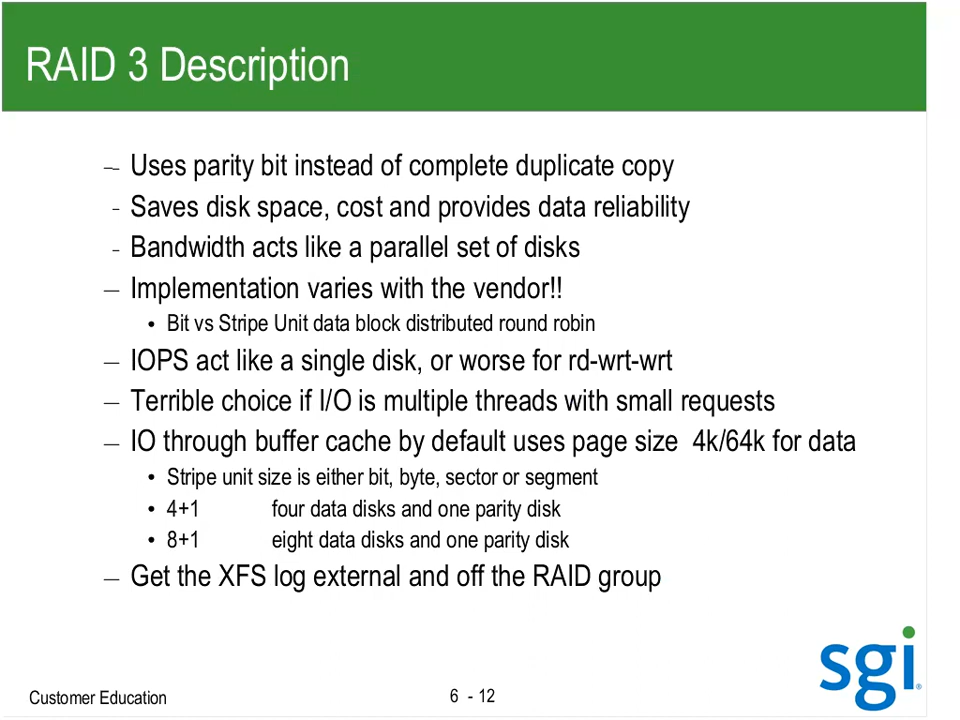 RAID 3 Description
– Uses parity bit instead of complete duplicate copy
- Saves disk space, cost and provides data reliability
- Bandwidth acts like a parallel set of disks
– Implementation varies with the vendor!!
• Bit vs Stripe Unit data block distributed round robin
– IOPS act like a single disk, or worse for rd-wrt-wrt
– Terrible choice if I/O is multiple threads with small requests
– IO through buffer cache by default uses page size 4k/64k for data
• Stripe unit size is either bit, byte, sector or segment
• 4+1 four data disks and one parity disk
• 8+1 eight data disks and one parity disk
– Get the XFS log external and off the RAID group
sgi®
Customer Education 6 - 12